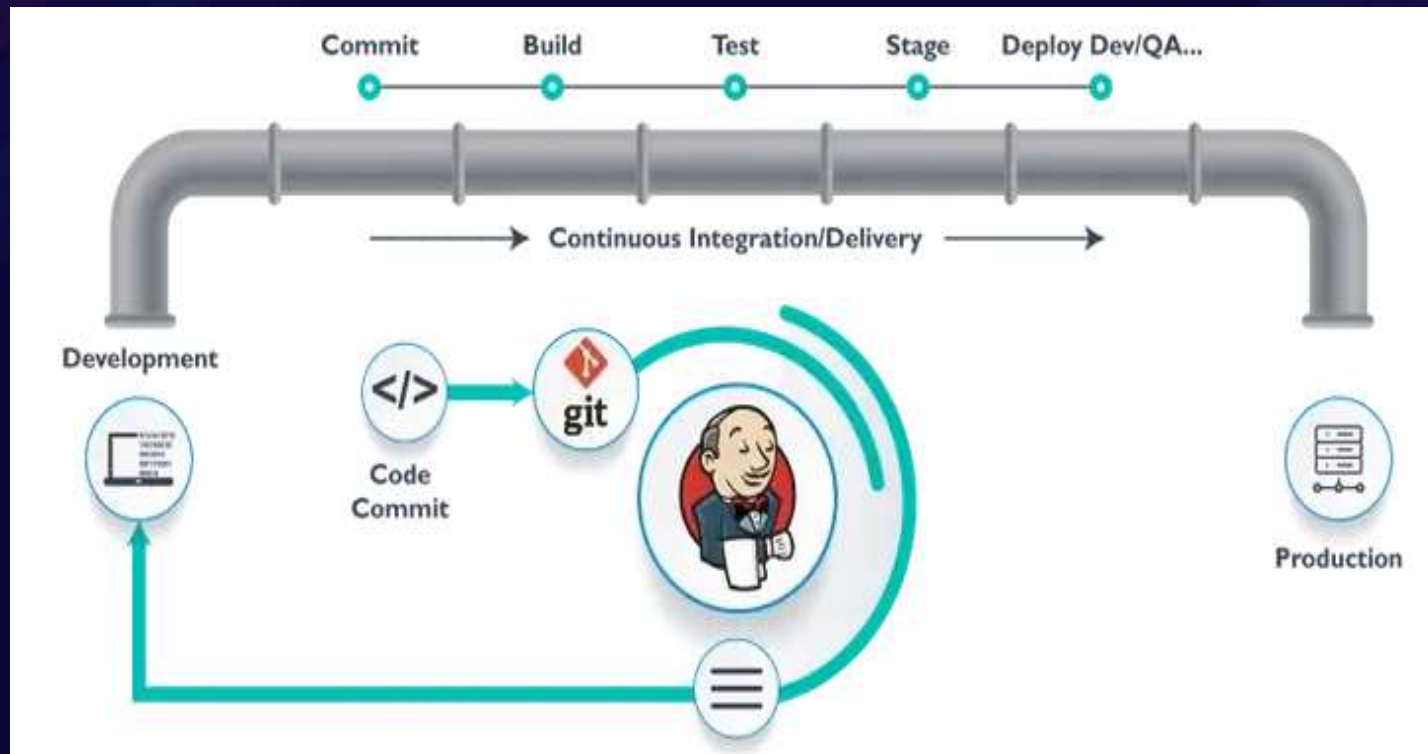 Commit Build Test Stage Deploy Dev/QA...
Continuous Integration/Delivery
Development
</>
git
Code
Commit
Production